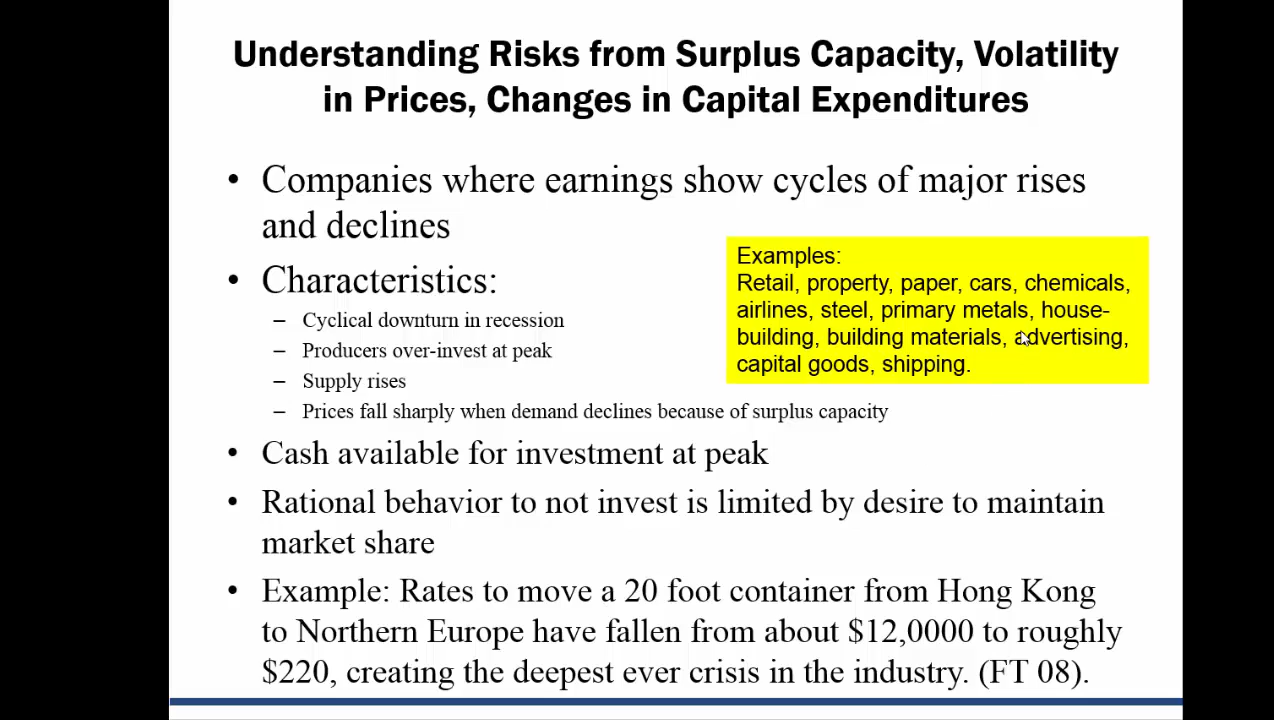 Understanding Risks from Surplus Capacity, Volatility
in Prices, Changes in Capital Expenditures
• Companies where earnings show cycles of major rises
and declines
• Characteristics:
– Cyclical downturn in recession
– Producers over-invest at peak
– Supply rises
– Prices fall sharply when demand declines because of surplus capacity
Examples:
Retail, property, paper, cars, chemicals,
airlines, steel, primary metals, house-
building, building materials, advertising,
capital goods, shipping.
• Cash available for investment at peak
• Rational behavior to not invest is limited by desire to maintain
market share
• Example: Rates to move a 20 foot container from Hong Kong
to Northern Europe have fallen from about $12,0000 to roughly
$220, creating the deepest ever crisis in the industry. (FT 08).